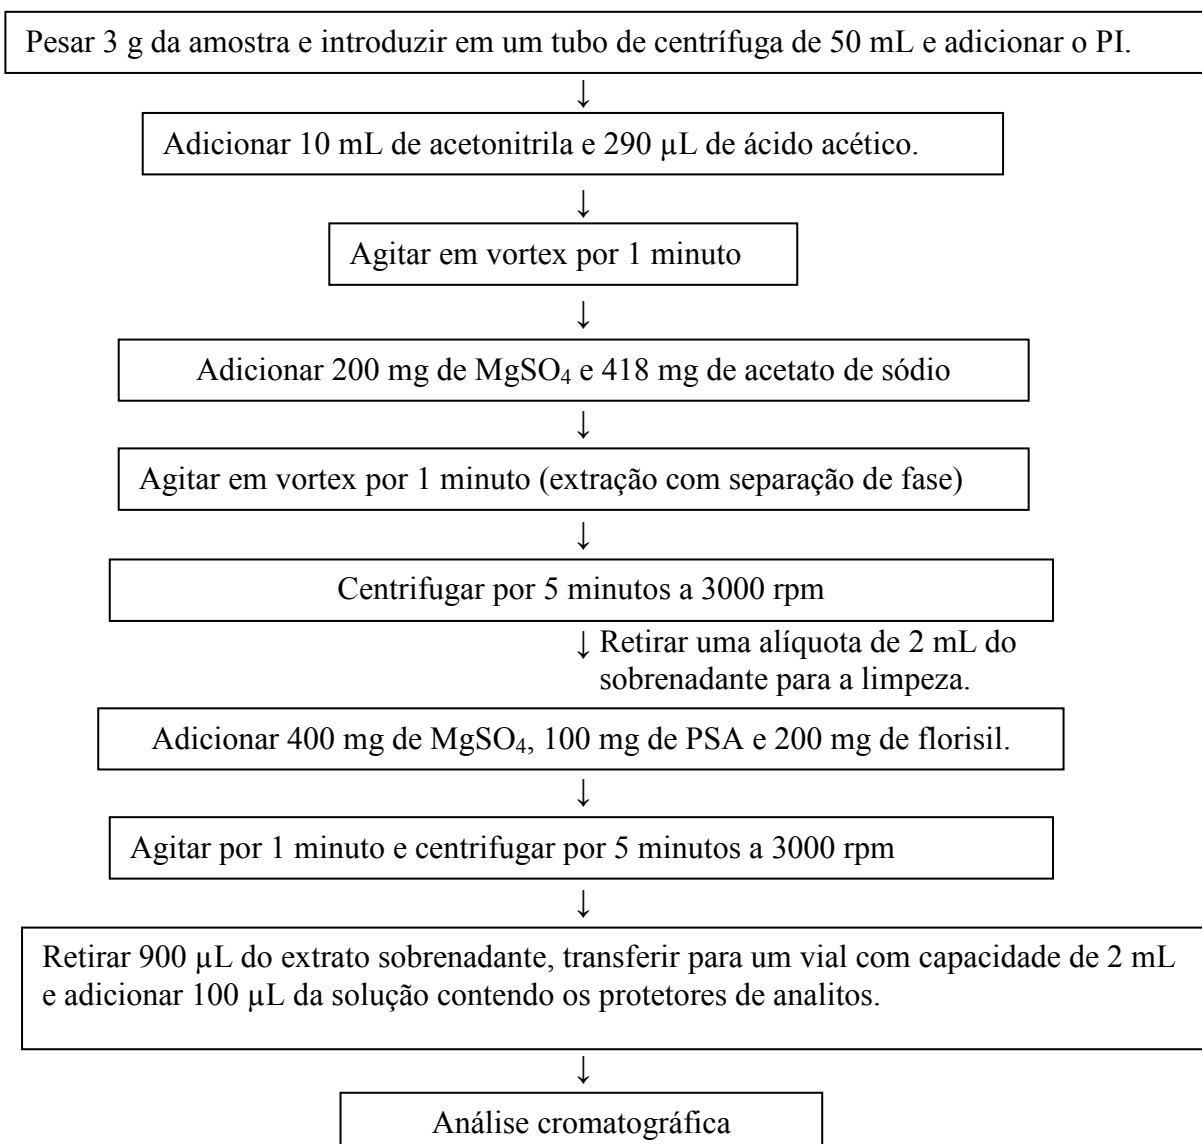 Pesar 3 g da amostra e introduzir em um tubo de centrífuga de 50 mL e adicionar o PI.
↓
Adicionar 10 mL de acetonitrila e 290 µL de ácido acético.
↓
Agitar em vortex por 1 minuto
↓
Adicionar 200 mg de MgSO₄ e 418 mg de acetato de sódio
↓
Agitar em vortex por 1 minuto (extração com separação de fase)
↓
Centrifugar por 5 minutos a 3000 rpm
↓ Retirar uma alíquota de 2 mL do
sobrenadante para a limpeza.
Adicionar 400 mg de MgSO₄, 100 mg de PSA e 200 mg de florisil.
↓
Agitar por 1 minuto e centrifugar por 5 minutos a 3000 rpm
↓
Retirar 900 µL do extrato sobrenadante, transferir para um vial com capacidade de 2 mL
e adicionar 100 µL da solução contendo os protetores de analitos.
↓
Análise cromatográfica